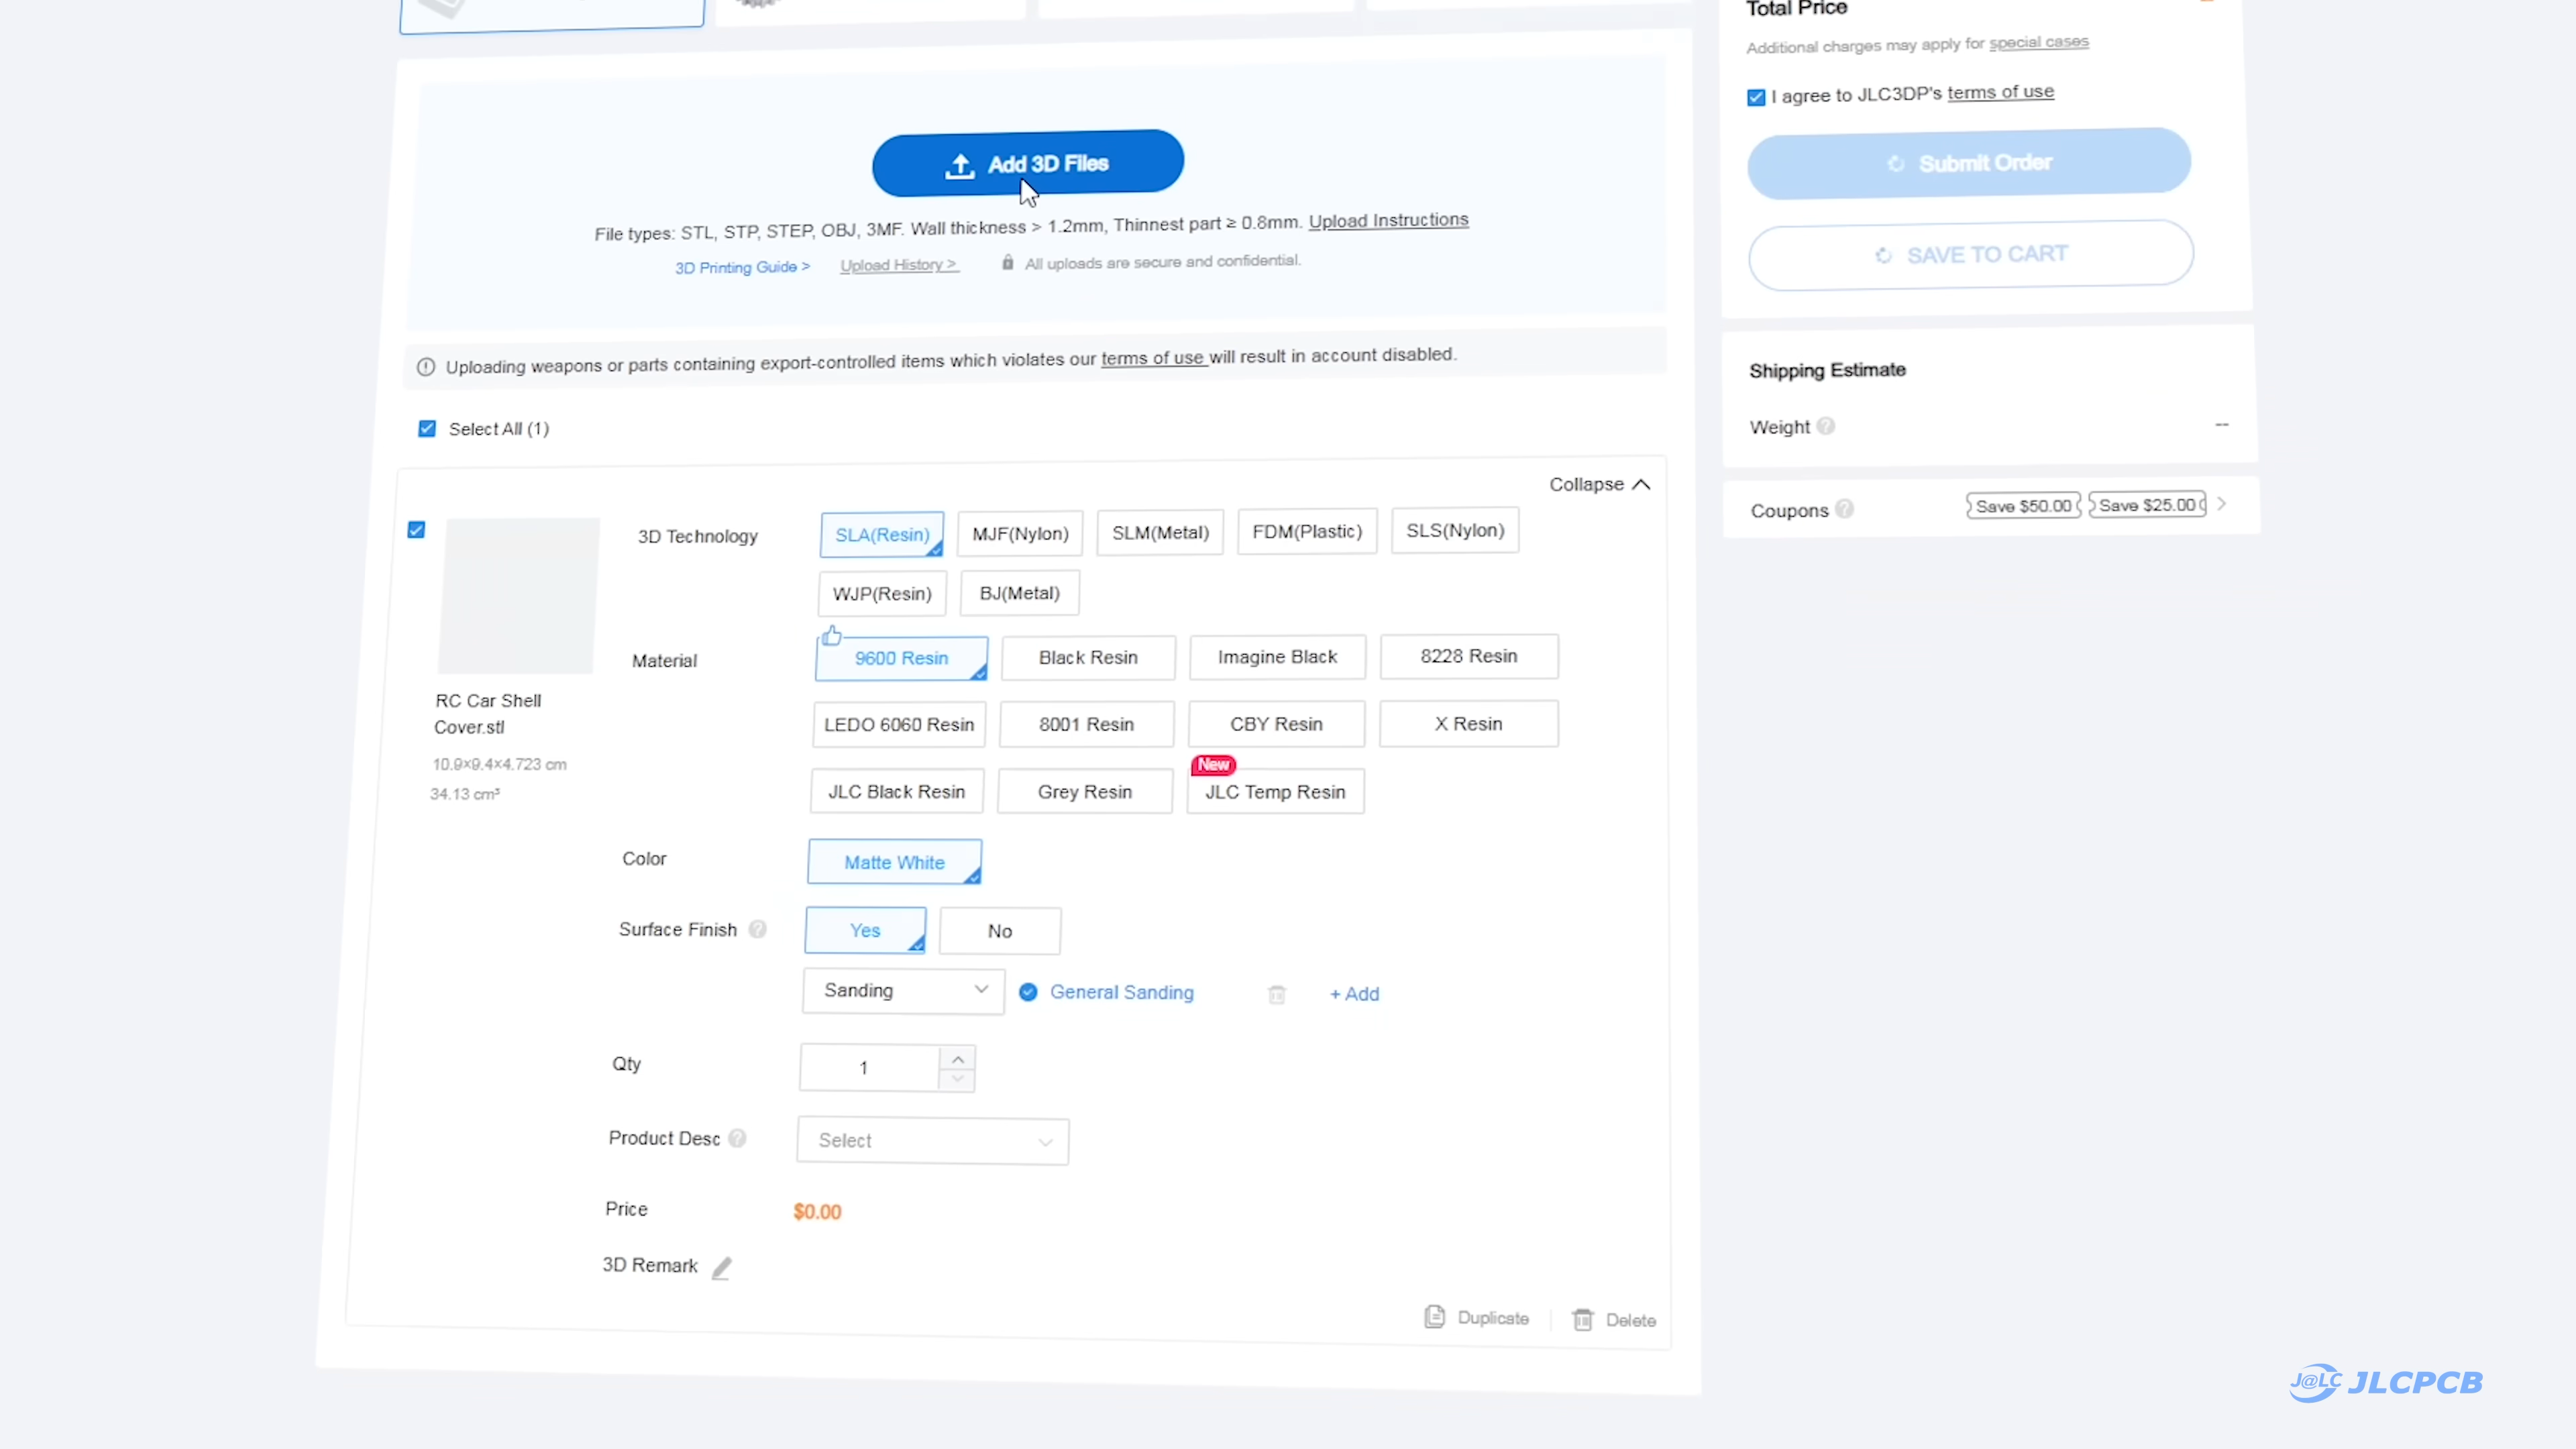 Total Price
Additional charges may apply for special cases
I agree to JLC3DP's terms of use
Add 3D Files
Submit Order
File types: STL, STP, STEP, OBJ, 3MF. Wall thickness > 1.2mm, Thinnest part ≥ 0.8mm. Upload Instructions
SAVE TO CART
3D Printing Guide >
Upload History >
All uploads are secure and confidential.
Uploading weapons or parts containing export-controlled items which violates our terms of use will result in account disabled.
Shipping Estimate
Select All (1)
Weight
--
Collapse
Coupons
Save $50.00
Save $25.00
3D Technology
SLA(Resin)
MJF(Nylon)
SLM(Metal)
FDM(Plastic)
SLS(Nylon)
WJP(Resin)
BJ(Metal)
Material
9600 Resin
Black Resin
Imagine Black
8228 Resin
RC Car Shell
Cover.stl
10.9×9.4×4.723 cm
34.13 cm³
LEDO 6060 Resin
8001 Resin
CBY Resin
X Resin
New
JLC Black Resin
Grey Resin
JLC Temp Resin
Color
Matte White
Surface Finish
Yes
No
Sanding
General Sanding
+ Add
Qty
1
Product Desc
Select
Price
$0.00
3D Remark
Duplicate
Delete
J@LC JLCPCB